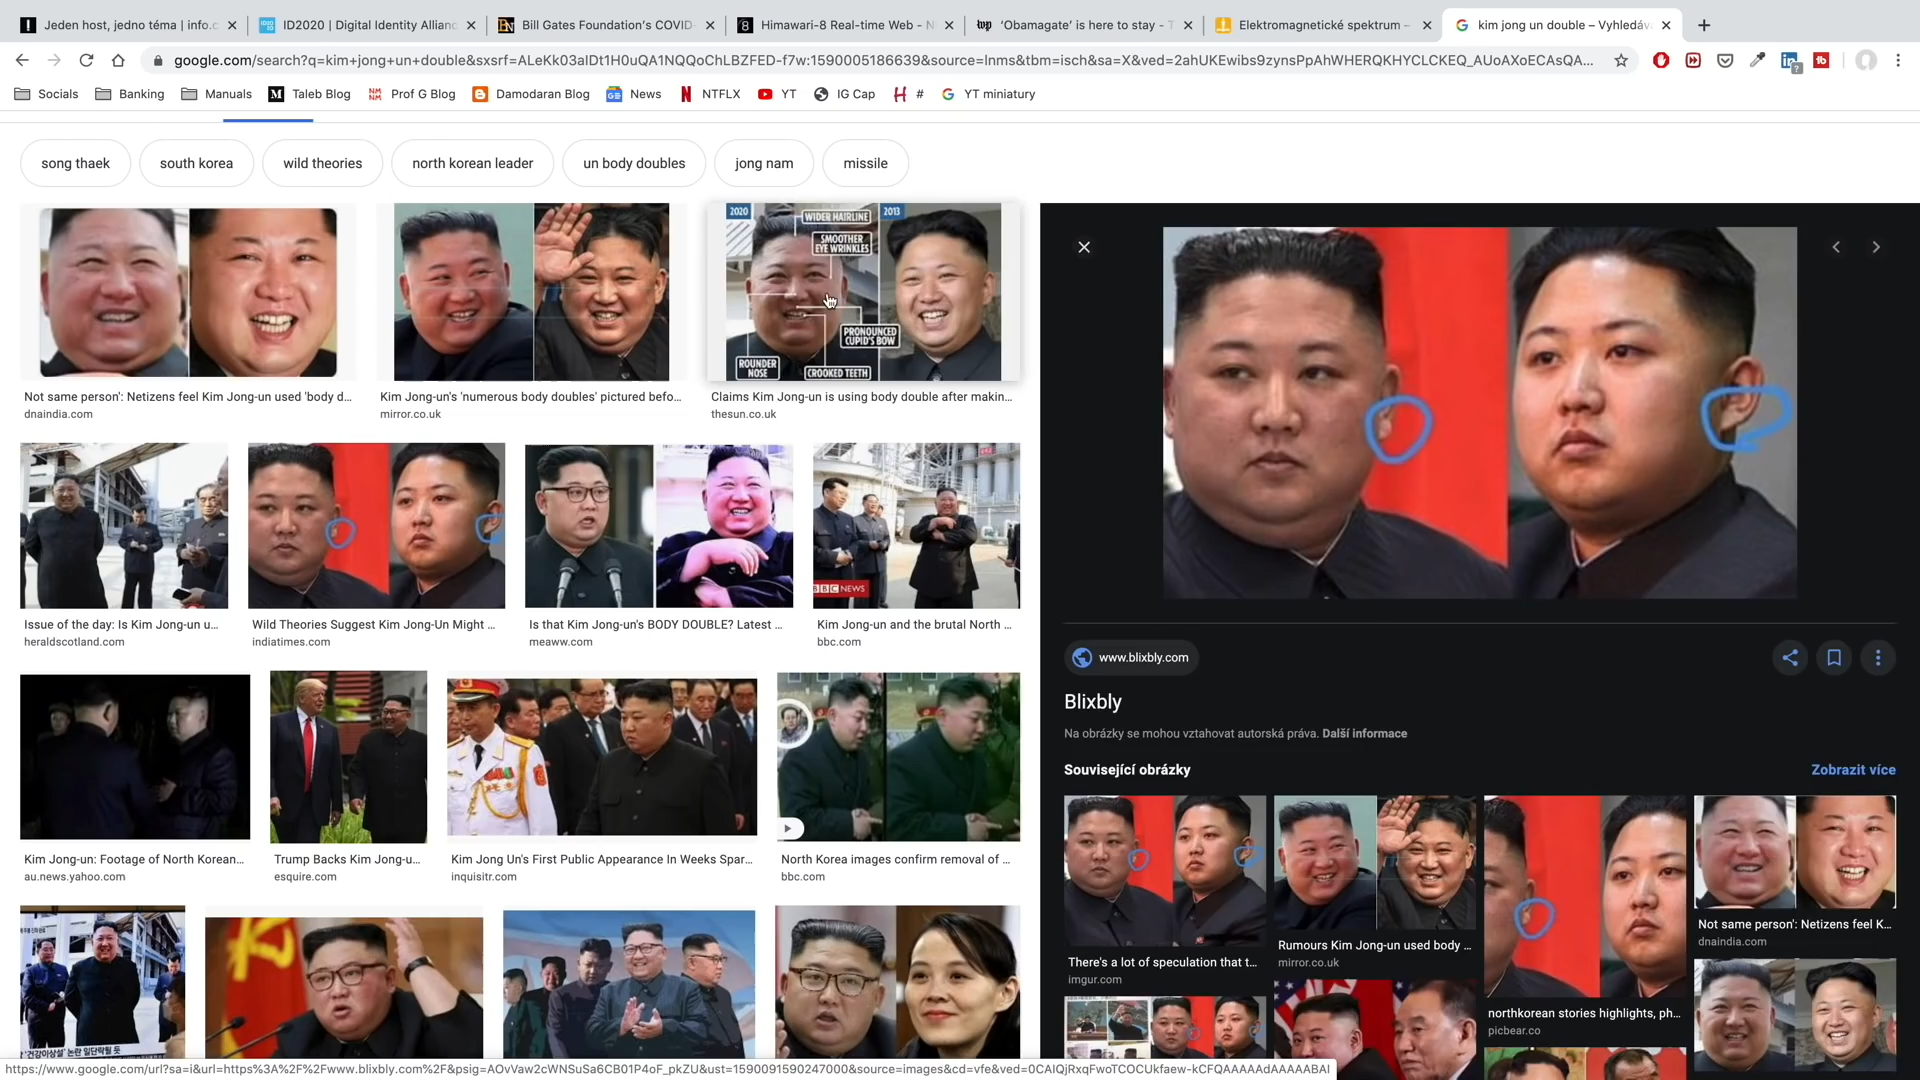 Jeden host, jedno téma | info.c
ID2020 | Digital Identity Allianc
Bill Gates Foundation's COVID-
Himawari-8 Real-time Web - N
'Obamagate' is here to stay - T
Elektromagnetické spektrum –
kim jong un double – Vyhledáv
google.com/search?q=kim+jong+un+double&sxsrf=ALeKk03aIDt1H0uQA1NQQoChLBZFED-f7w:1590005186639&source=lnms&tbm=isch&sa=X&ved=2ahUKEwibs9zynsPpAhWHERQKHYCLCKEQ_AUoAXoECAsQA...
Socials
Banking
Manuals
Taleb Blog
Prof G Blog
Damodaran Blog
News
NTFLX
YT
IG Cap
#
YT miniatury
song thaek
south korea
wild theories
north korean leader
un body doubles
jong nam
missile
2020
WIDER HAIRLINE
2013
SMOOTHER
EYE WRINKLES
PRONOUNCED
CUPID'S BOW
ROUNDER
NOSE
CROOKED TEETH
Not same person': Netizens feel Kim Jong-un used 'body d...
dnaindia.com
Kim Jong-un's 'numerous body doubles' pictured befo...
mirror.co.uk
Claims Kim Jong-un is using body double after makin...
thesun.co.uk
BBC NEWS
Issue of the day: Is Kim Jong-un u...
heraldscotland.com
Wild Theories Suggest Kim Jong-Un Might ...
indiatimes.com
Is that Kim Jong-un's BODY DOUBLE? Latest ...
meaww.com
Kim Jong-un and the brutal North ...
bbc.com
Kim Jong-un: Footage of North Korean...
au.news.yahoo.com
Trump Backs Kim Jong-u...
esquire.com
Kim Jong Un's First Public Appearance In Weeks Spar...
inquisitr.com
North Korea images confirm removal of ...
bbc.com
www.blixbly.com
Blixbly
Na obrázky se mohou vztahovat autorská práva. Další informace
Související obrázky
Zobrazit více
There's a lot of speculation that t...
imgur.com
Rumours Kim Jong-un used body ...
mirror.co.uk
northkorean stories highlights, ph...
picbear.co
Not same person': Netizens feel K...
dnaindia.com
https://www.google.com/url?sa=i&url=https%3A%2F%2Fwww.blixbly.com%2F&psig=AOvVaw2cWNSuSa6CB01P4oF_pkZU&ust=1590091590247000&source=images&cd=vfe&ved=0CAIQjRxqFwoTCOCUkfaew-kCFQAAAAAdAAAAABAI